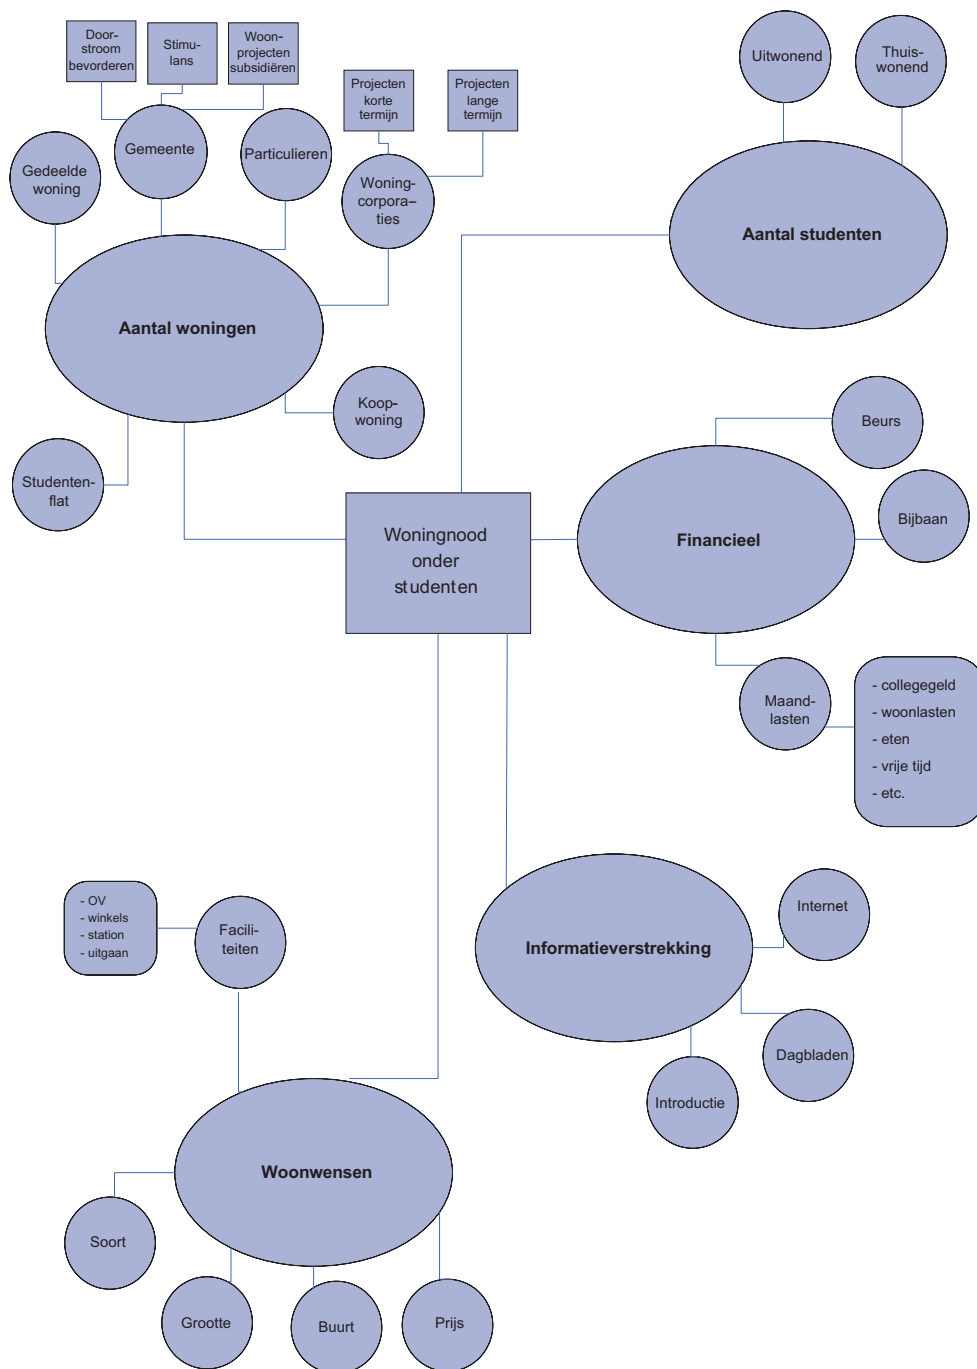 Door-
stroom
bevorderen
Stimu-
lans
Woon-
projecten
subsidiëren
Projecten
korte
termijn
Projecten
lange
termijn
Uitwonend
Thuis-
wonend
Gedeelde
woning
Gemeente
Particulieren
Woning-
corpora–
ties
Aantal studenten
Aantal woningen
Koop-
woning
Studenten-
flat
Beurs
Bijbaan
Woningnood
onder
studenten
Financieel
Maand-
lasten
- collegegeld
- woonlasten
- eten
- vrije tijd
- etc.
- OV
- winkels
- station
- uitgaan
Facili-
teiten
Internet
Informatieverstrekking
Dagbladen
Introductie
Woonwensen
Soort
Grootte
Buurt
Prijs